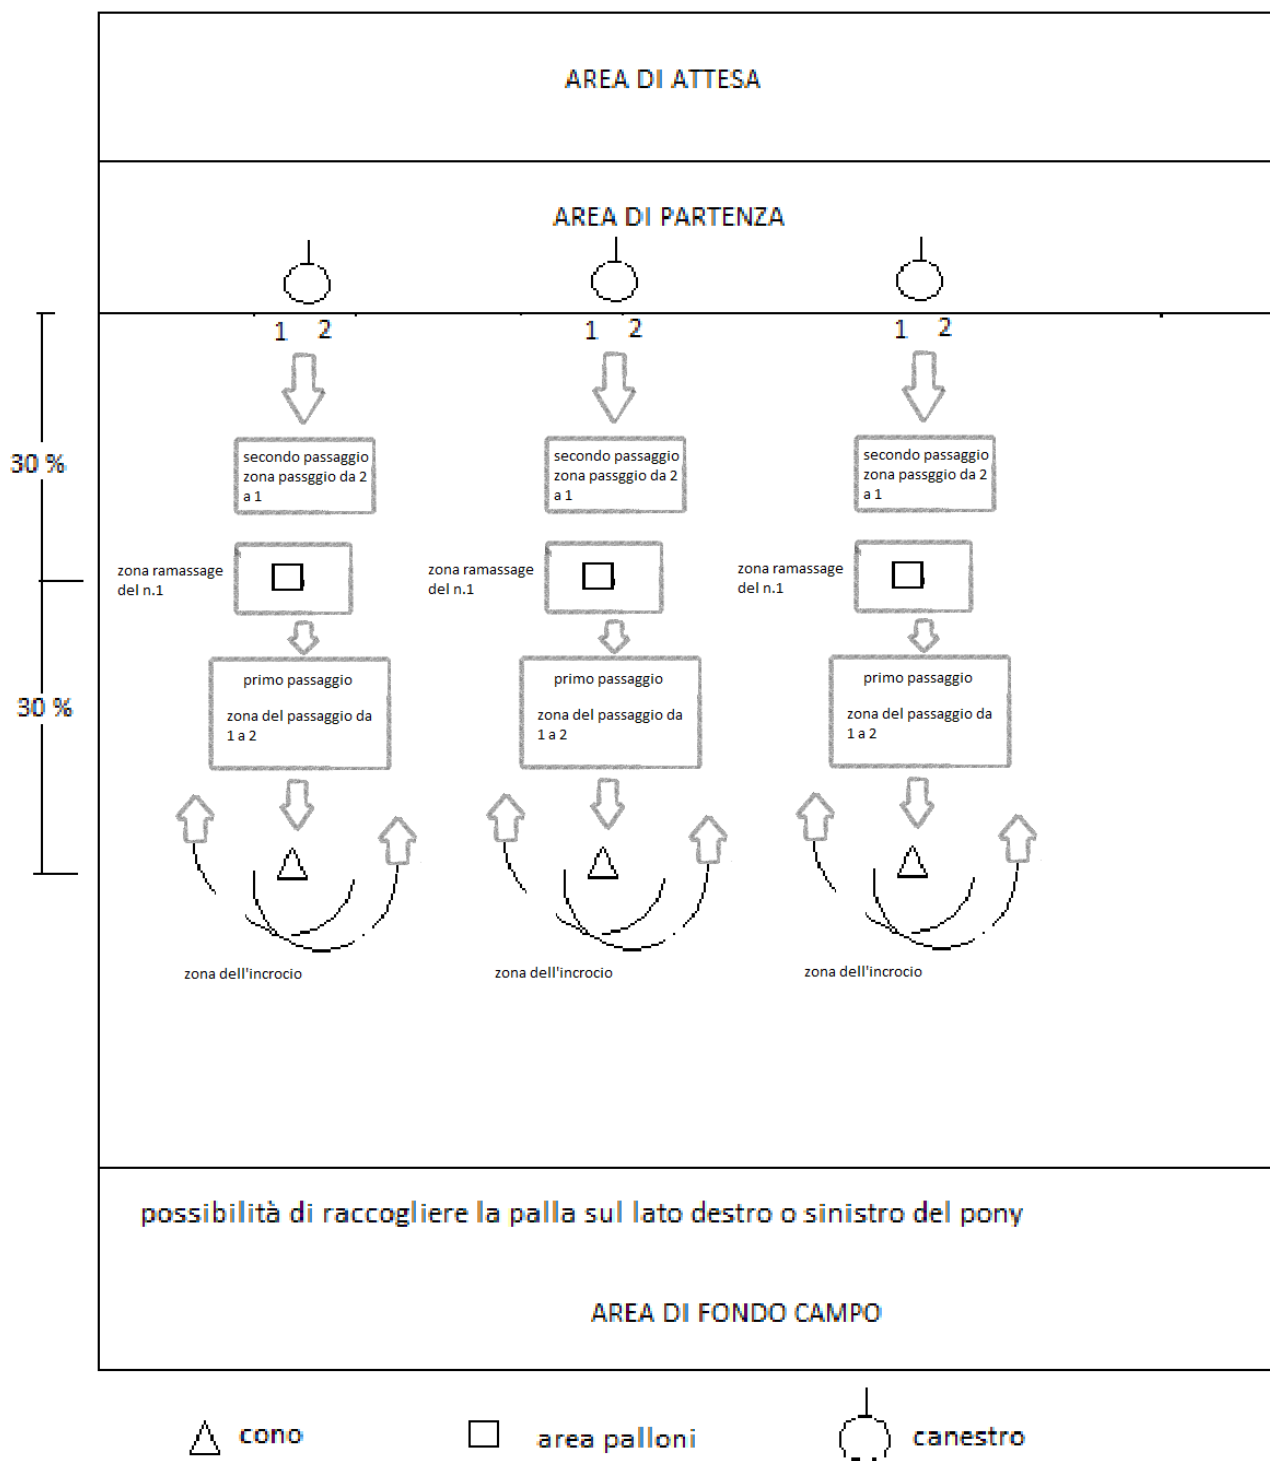 AREA DI ATTESA
AREA DI PARTENZA
1 2
1 2
1 2
30 %
secondo passaggio
zona passggio da 2
a 1
secondo passaggio
zona passggio da 2
a 1
secondo passaggio
zona passggio da 2
a 1
zona ramassage
del n.1
zona ramassage
del n.1
zona ramassage
del n.1
30 %
primo passaggio
zona del passaggio da
1 a 2
primo passaggio
zona del passaggio da
1 a 2
primo passaggio
zona del passaggio da
1 a 2
zona dell'incrocio
zona dell'incrocio
zona dell'incrocio
possibilità di raccogliere la palla sul lato destro o sinistro del pony
AREA DI FONDO CAMPO
cono
area palloni
canestro